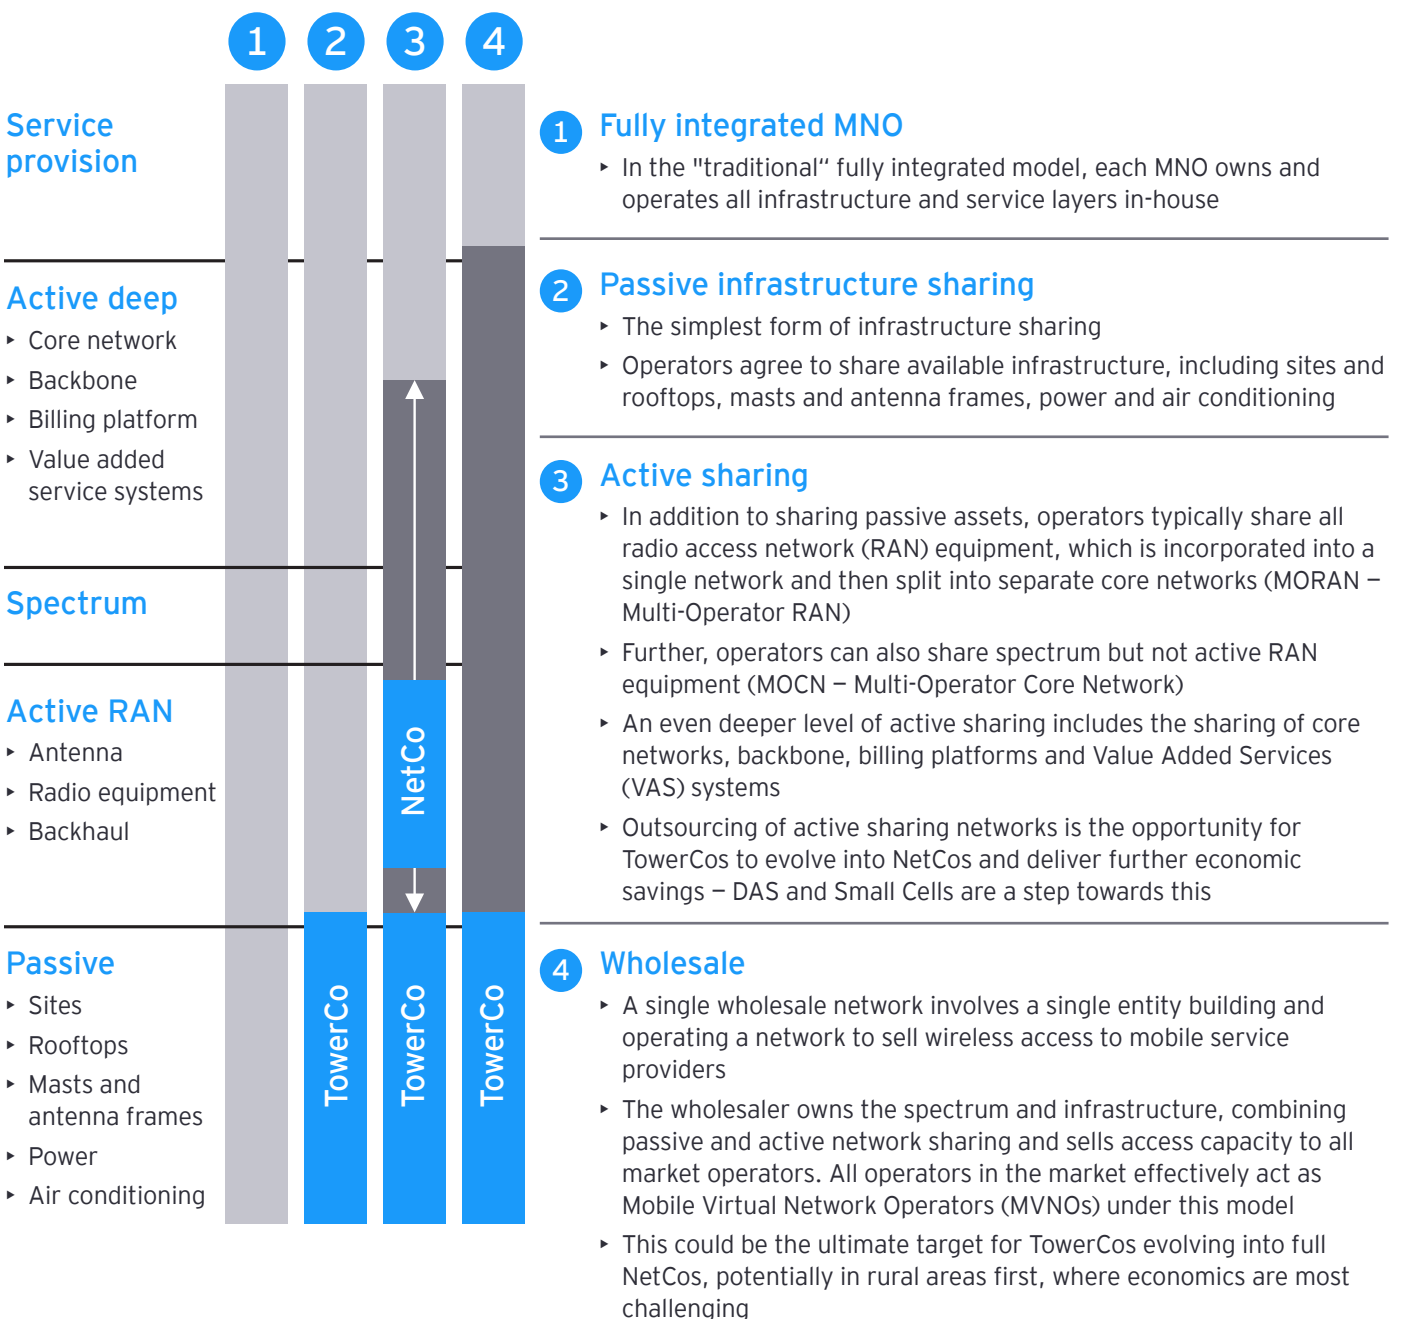 1 2 3 4
Service
provision
Active deep
‣ Core network
‣ Backbone
‣ Billing platform
‣ Value added
service systems
Spectrum
Active RAN
‣ Antenna
‣ Radio equipment
‣ Backhaul
Passive
‣ Sites
‣ Rooftops
‣ Masts and
antenna frames
‣ Power
‣ Air conditioning
NetCo
TowerCo
TowerCo
TowerCo
1 Fully integrated MNO
‣ In the "traditional“ fully integrated model, each MNO owns and
operates all infrastructure and service layers in-house
2 Passive infrastructure sharing
‣ The simplest form of infrastructure sharing
‣ Operators agree to share available infrastructure, including sites and
rooftops, masts and antenna frames, power and air conditioning
3 Active sharing
‣ In addition to sharing passive assets, operators typically share all
radio access network (RAN) equipment, which is incorporated into a
single network and then split into separate core networks (MORAN –
Multi-Operator RAN)
‣ Further, operators can also share spectrum but not active RAN
equipment (MOCN – Multi-Operator Core Network)
‣ An even deeper level of active sharing includes the sharing of core
networks, backbone, billing platforms and Value Added Services
(VAS) systems
‣ Outsourcing of active sharing networks is the opportunity for
TowerCos to evolve into NetCos and deliver further economic
savings – DAS and Small Cells are a step towards this
4 Wholesale
‣ A single wholesale network involves a single entity building and
operating a network to sell wireless access to mobile service
providers
‣ The wholesaler owns the spectrum and infrastructure, combining
passive and active network sharing and sells access capacity to all
market operators. All operators in the market effectively act as
Mobile Virtual Network Operators (MVNOs) under this model
‣ This could be the ultimate target for TowerCos evolving into full
NetCos, potentially in rural areas first, where economics are most
challenging